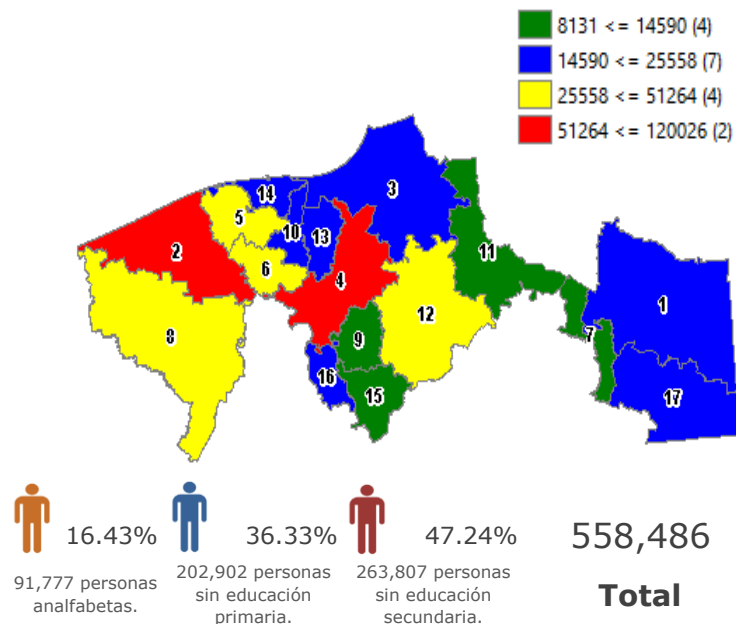 8131 <= 14590 (4)
14590 <= 25558 (7)
25558 <= 51264 (4)
51264 <= 120026 (2)
3
14
5
10
13
2
11
6
4
1
12
8
7
9
16
15
17
16.43%
36.33%
47.24%
558,486
91,777 personas
analfabetas.
202,902 personas
sin educación
primaria.
263,807 personas
sin educación
secundaria.
Total